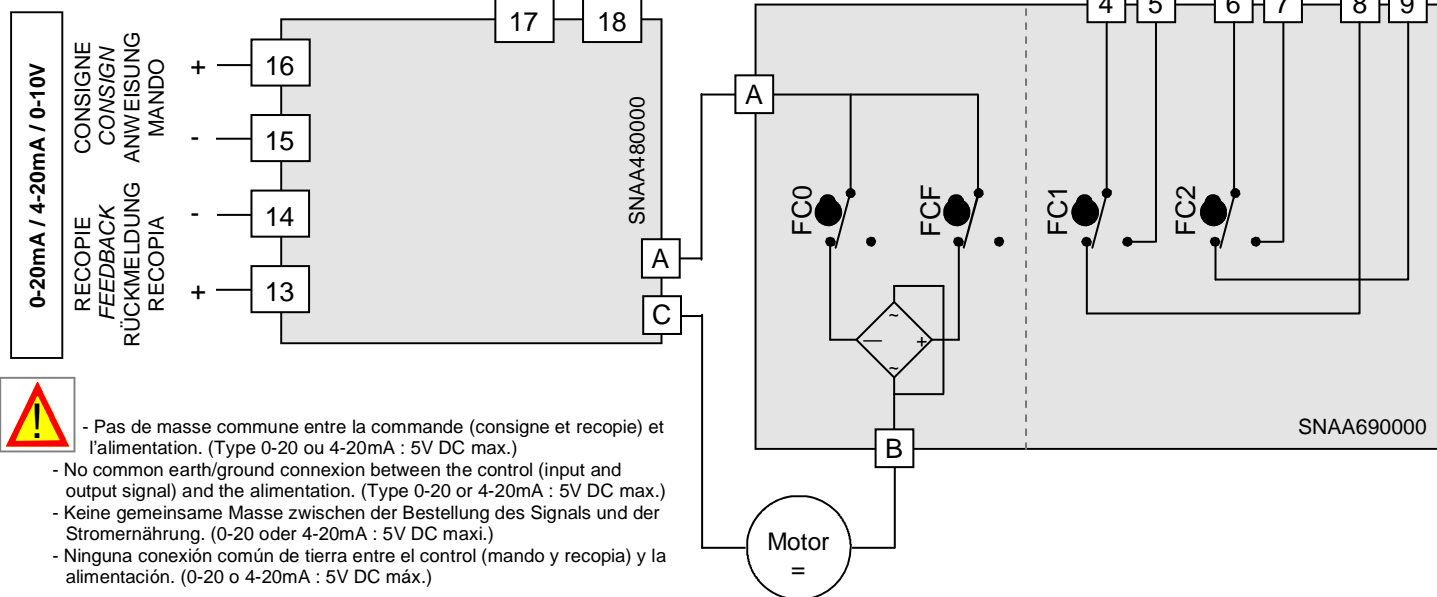 0-20mA / 4-20mA / 0-10V
CONSIGNE
CONSIGN
ANWEISUNG
MANDO
RECOPIE
FEEDBACK
RÜCKMELDUNG
RECOPIA
+
-
-
+
16
15
14
13
17
18
SNAA480000
A
C
A
FC0
FCF
FC1
FC2
4
5
6
7
8
9
~
—
+
~
SNAA690000
B
Motor
=
!
- Pas de masse commune entre la commande (consigne et recopie) et
l'alimentation. (Type 0-20 ou 4-20mA : 5V DC max.)
- No common earth/ground connexion between the control (input and
output signal) and the alimentation. (Type 0-20 or 4-20mA : 5V DC max.)
- Keine gemeinsame Masse zwischen der Bestellung des Signals und der
Stromernährung. (0-20 oder 4-20mA : 5V DC maxi.)
- Ninguna conexión común de tierra entre el control (mando y recopia) y la
alimentación. (0-20 o 4-20mA : 5V DC máx.)